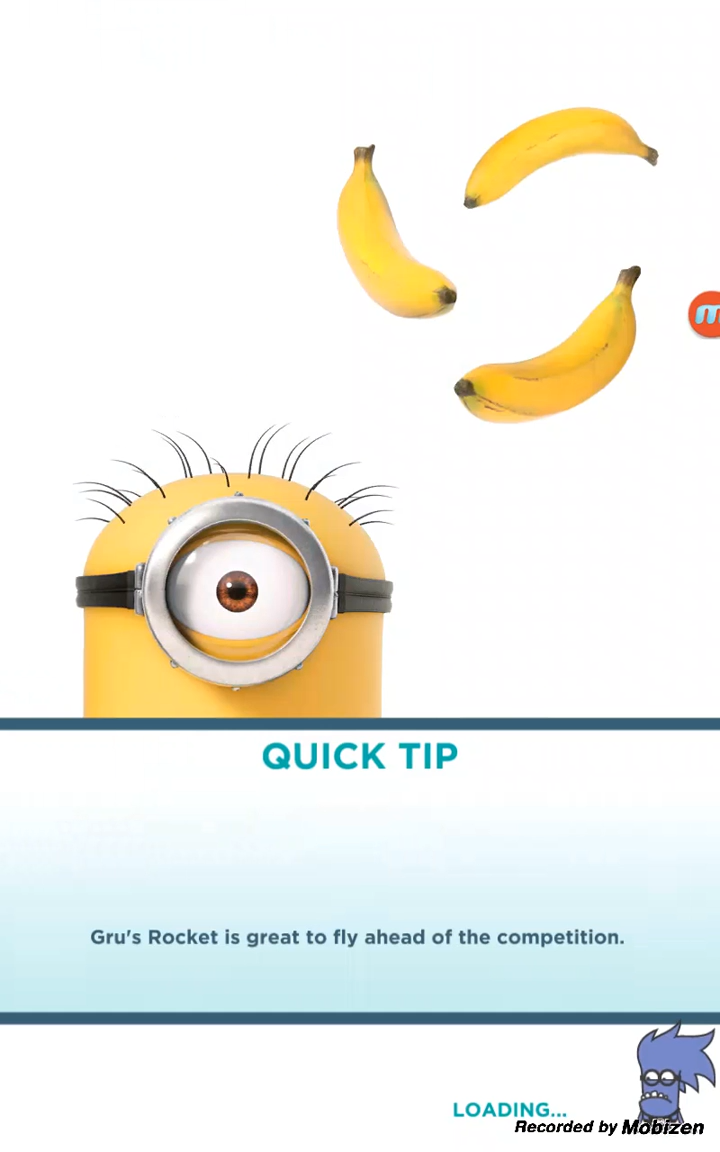 QUICK TIP
Gru's Rocket is great to fly ahead of the competition.
LOADING...
Recorded by Mobizen